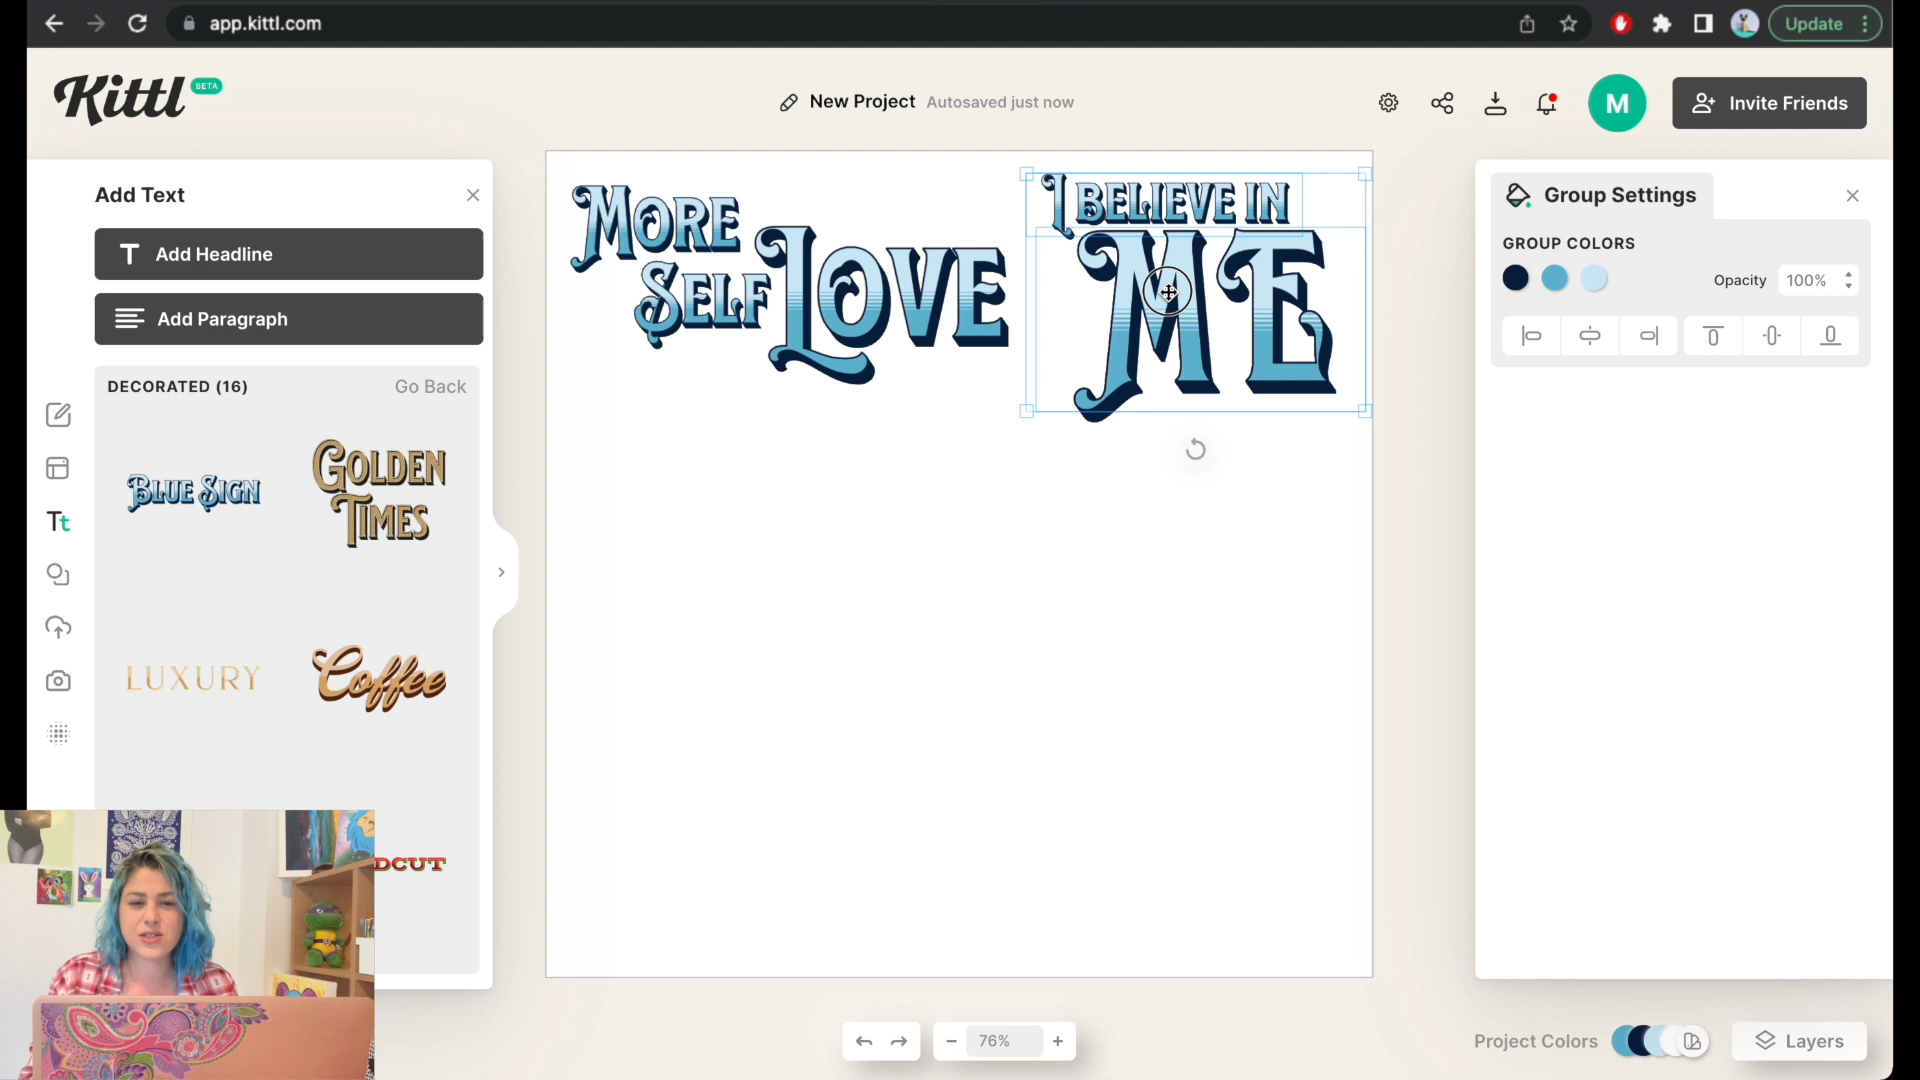 app.kittl.com
Update
Kittl BETA
New Project Autosaved just now
M
Invite Friends
Add Text
Add Headline
Add Paragraph
DECORATED (16) Go Back
BLUE SIGN
GOLDEN
TIMES
LUXURY
Coffee
DCUT
Tt
MORE
SELF LOVE
I BELIEVE IN
ME
Group Settings
GROUP COLORS
Opacity 100%
76%
Project Colors
Layers